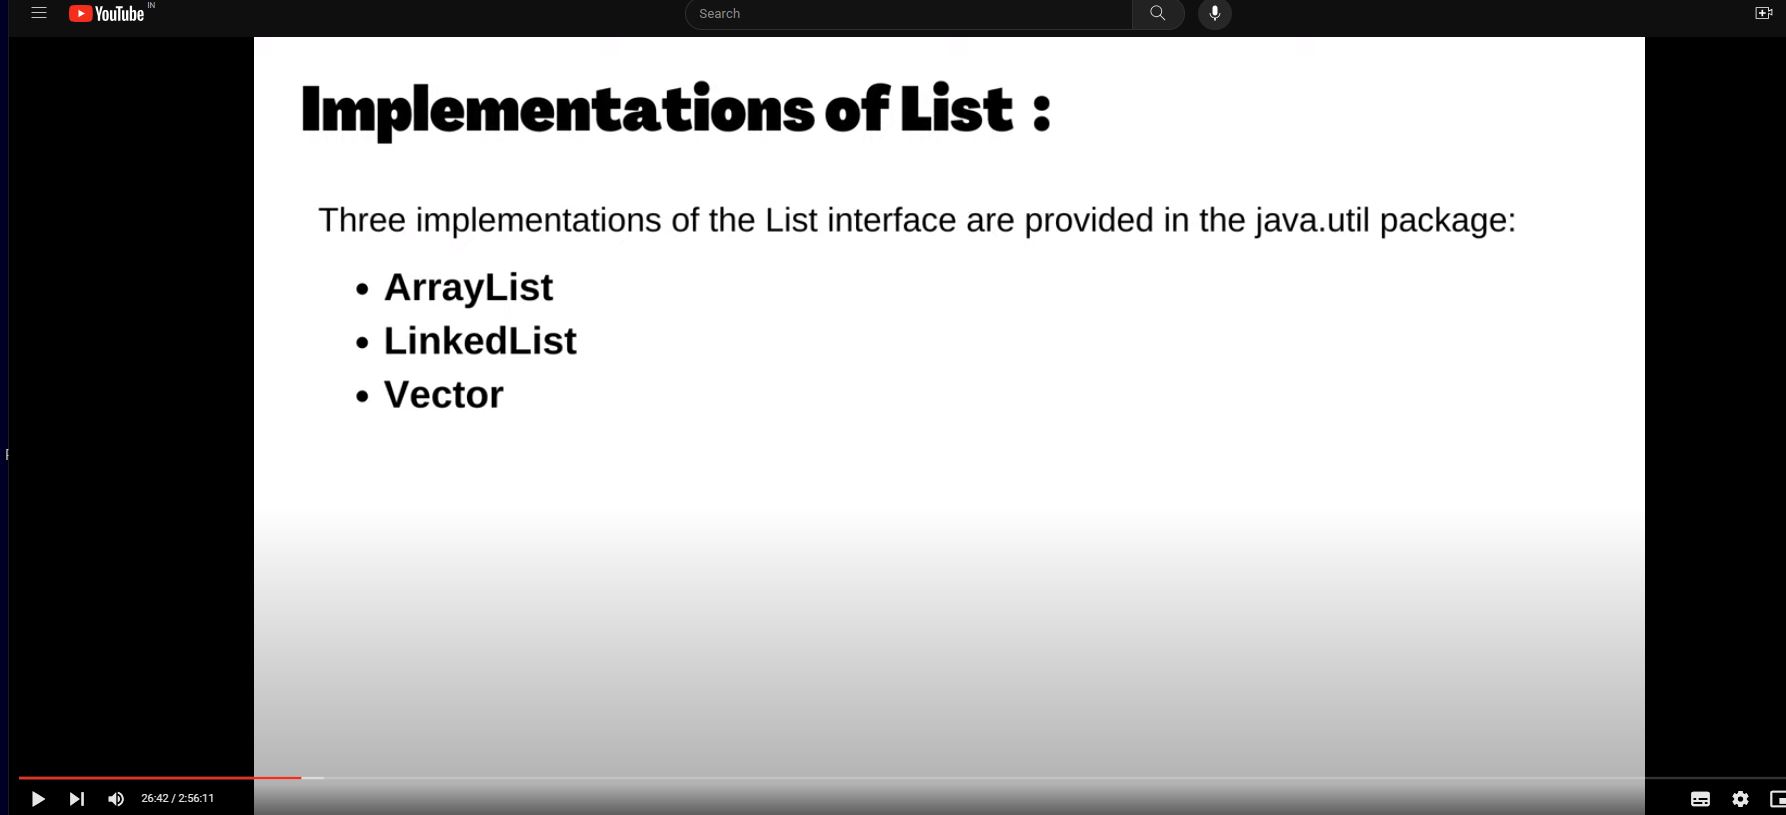 YouTube IN
Search
Implementations of List :
Three implementations of the List interface are provided in the java.util package:
• ArrayList
• LinkedList
• Vector
26:42 / 2:56:11